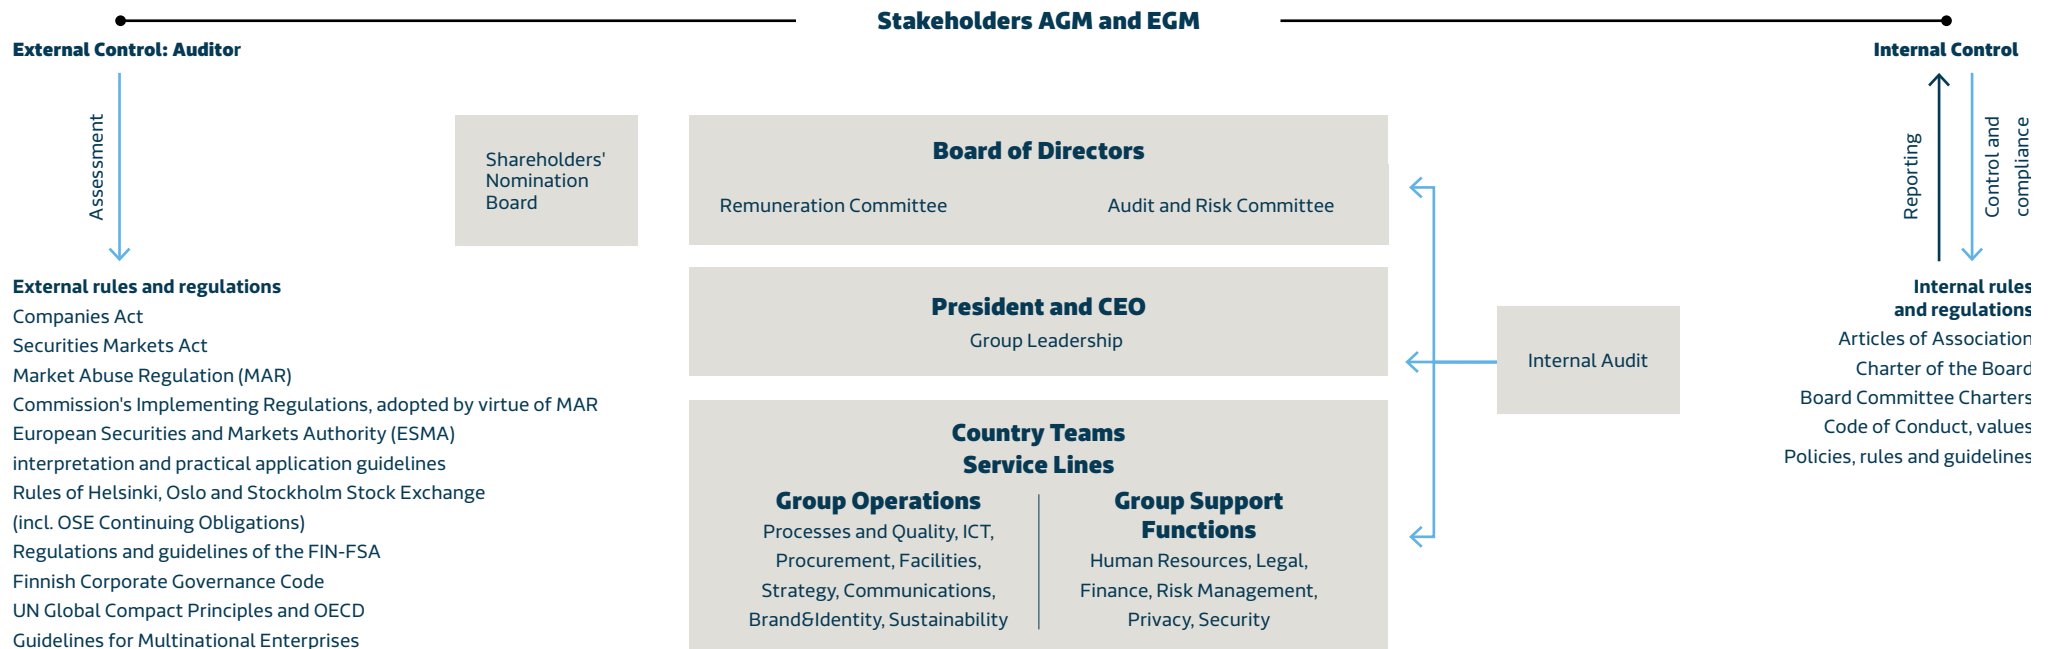 Stakeholders AGM and EGM
External Control: Auditor
Assessment
External rules and regulations
Companies Act
Securities Markets Act
Market Abuse Regulation (MAR)
Commission's Implementing Regulations, adopted by virtue of MAR
European Securities and Markets Authority (ESMA)
interpretation and practical application guidelines
Rules of Helsinki, Oslo and Stockholm Stock Exchange
(incl. OSE Continuing Obligations)
Regulations and guidelines of the FIN-FSA
Finnish Corporate Governance Code
UN Global Compact Principles and OECD
Guidelines for Multinational Enterprises
Shareholders'
Nomination
Board
Board of Directors
Remuneration Committee
Audit and Risk Committee
President and CEO
Group Leadership
Country Teams
Service Lines
Group Operations
Processes and Quality, ICT,
Procurement, Facilities,
Strategy, Communications,
Brand&Identity, Sustainability
Group Support
Functions
Human Resources, Legal,
Finance, Risk Management,
Privacy, Security
Internal Audit
Internal Control
Reporting
Control and
compliance
Internal rules
and regulations
Articles of Association
Charter of the Board
Board Committee Charters
Code of Conduct, values
Policies, rules and guidelines